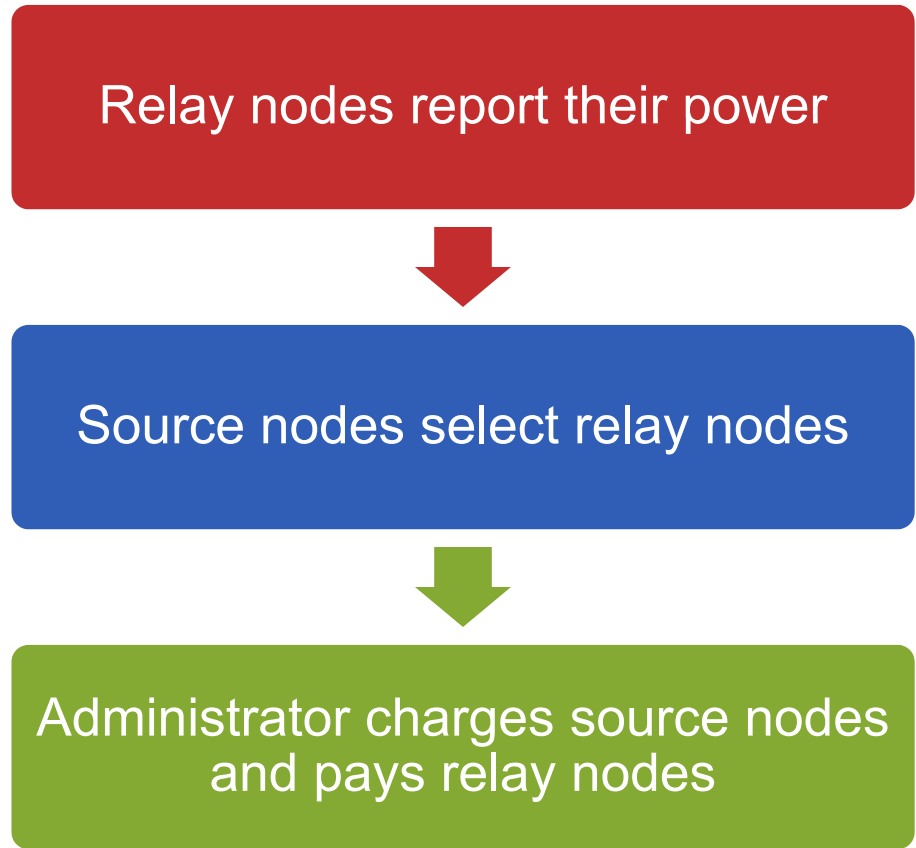 Relay nodes report their power
Source nodes select relay nodes
Administrator charges source nodes
and pays relay nodes